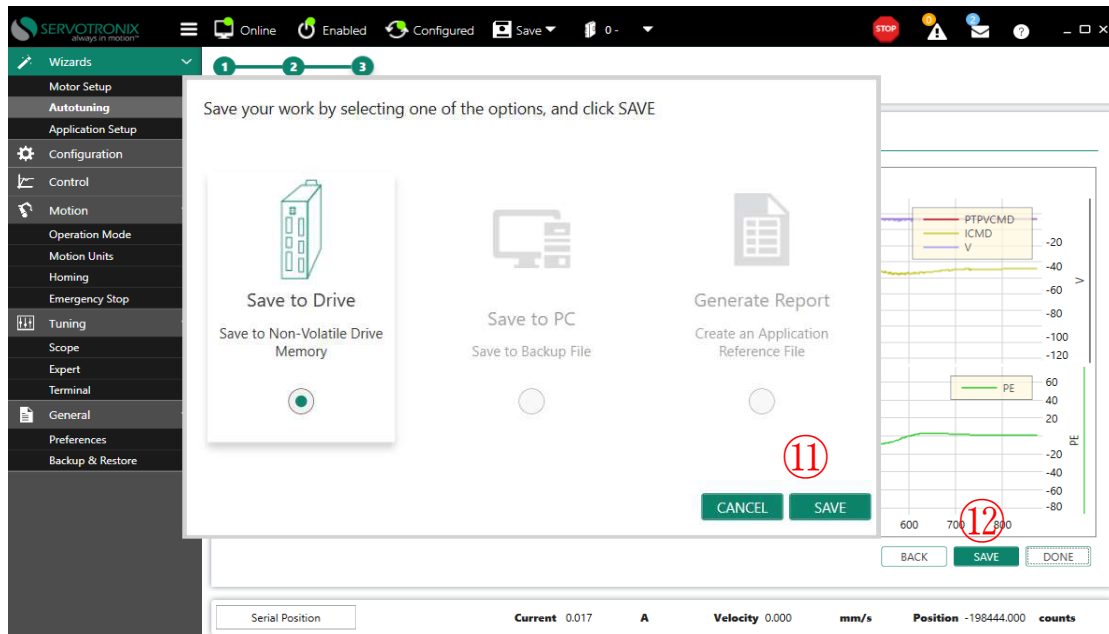 SERVOTRONIX
always in motion™
Online
Enabled
Configured
Save
0 -
STOP
0
2
?
Wizards
1
2
3
Motor Setup
Autotuning
Application Setup
Configuration
Control
Motion
Operation Mode
Motion Units
Homing
Emergency Stop
Tuning
Scope
Expert
Terminal
General
Preferences
Backup & Restore
Save your work by selecting one of the options, and click SAVE
Save to Drive
Save to Non-Volatile Drive
Memory
Save to PC
Save to Backup File
Generate Report
Create an Application
Reference File
⑪
CANCEL
SAVE
PTPVCMD
ICMD
V
-20
-40
-60
-80
-100
-120
V
PE
60
40
20
-20
-40
-60
-80
PE
600
700
800
⑫
BACK
SAVE
DONE
Serial Position
Current 0.017 A
Velocity 0.000 mm/s
Position -198444.000 counts